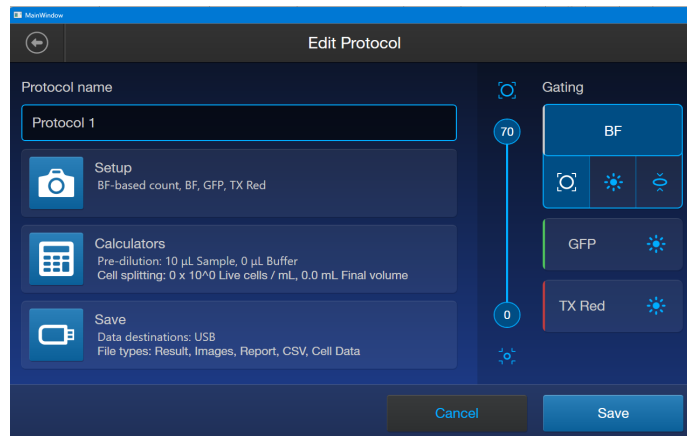 MainWindow
Edit Protocol
Protocol name
Protocol 1
Setup
BF-based count, BF, GFP, TX Red
Calculators
Pre-dilution: 10 µL Sample, 0 µL Buffer
Cell splitting: 0 x 10^0 Live cells / mL, 0.0 mL Final volume
Save
Data destinations: USB
File types: Result, Images, Report, CSV, Cell Data
70
0
Gating
BF
GFP
TX Red
Cancel
Save